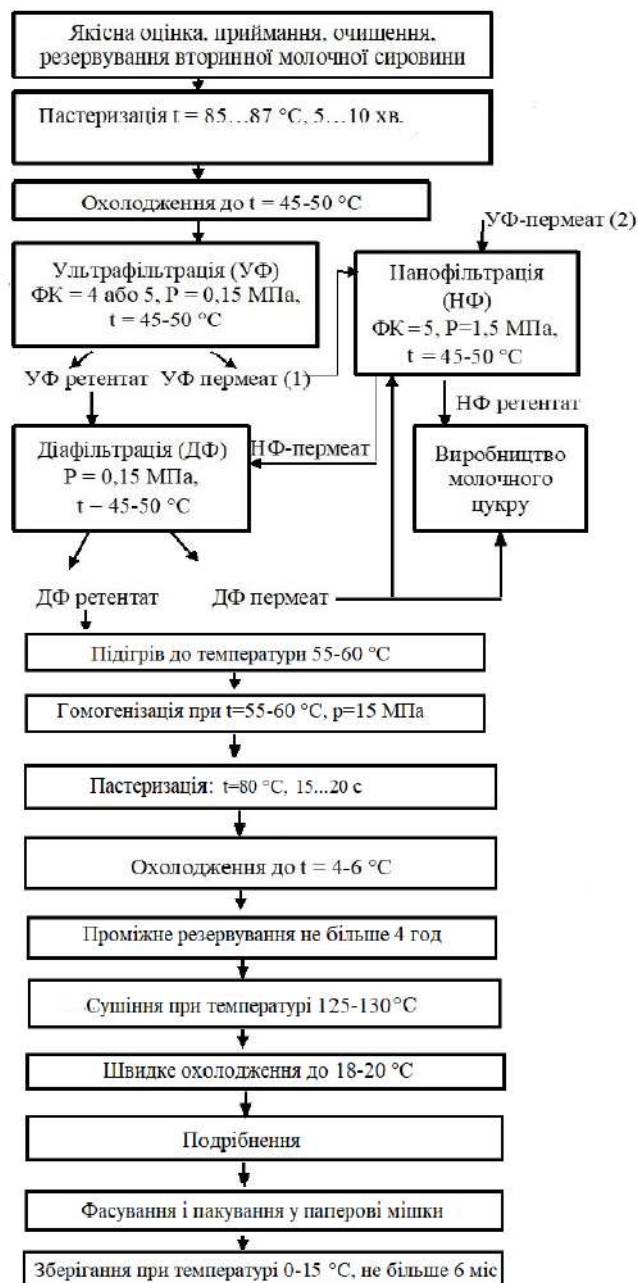 Якісна оцінка, приймання, очищення,
резервування вторинної молочної сировини
Пастеризація t = 85…87 °С, 5…10 хв.
Охолодження до t = 45-50 °С
УФ-пермеат (2)
Ультрафільтрація (УФ)
ФК = 4 або 5, Р = 0,15 МПа,
t = 45-50 °С
Нанофільтрація
(НФ)
ФК = 5, Р=1,5 МПа,
t = 45-50 °С
УФ ретентат УФ пермеат (1)
НФ ретентат
Діафільтрація (ДФ)
Р = 0,15 МПа,
t = 45-50 °С
НФ-пермеат
Виробництво
молочного
цукру
ДФ ретентат ДФ пермеат
Підігрів до температури 55-60 °С
Гомогенізація при t=55-60 °С, р=15 МПа
Пастеризація: t=80 °С, 15...20 с
Охолодження до t = 4-6 °С
Проміжне резервування не більше 4 год
Сушіння при температурі 125-130°С
Швидке охолодження до 18-20 °С
Подрібнення
Фасування і пакування у паперові мішки
Зберігання при температурі 0-15 °С, не більше 6 міс